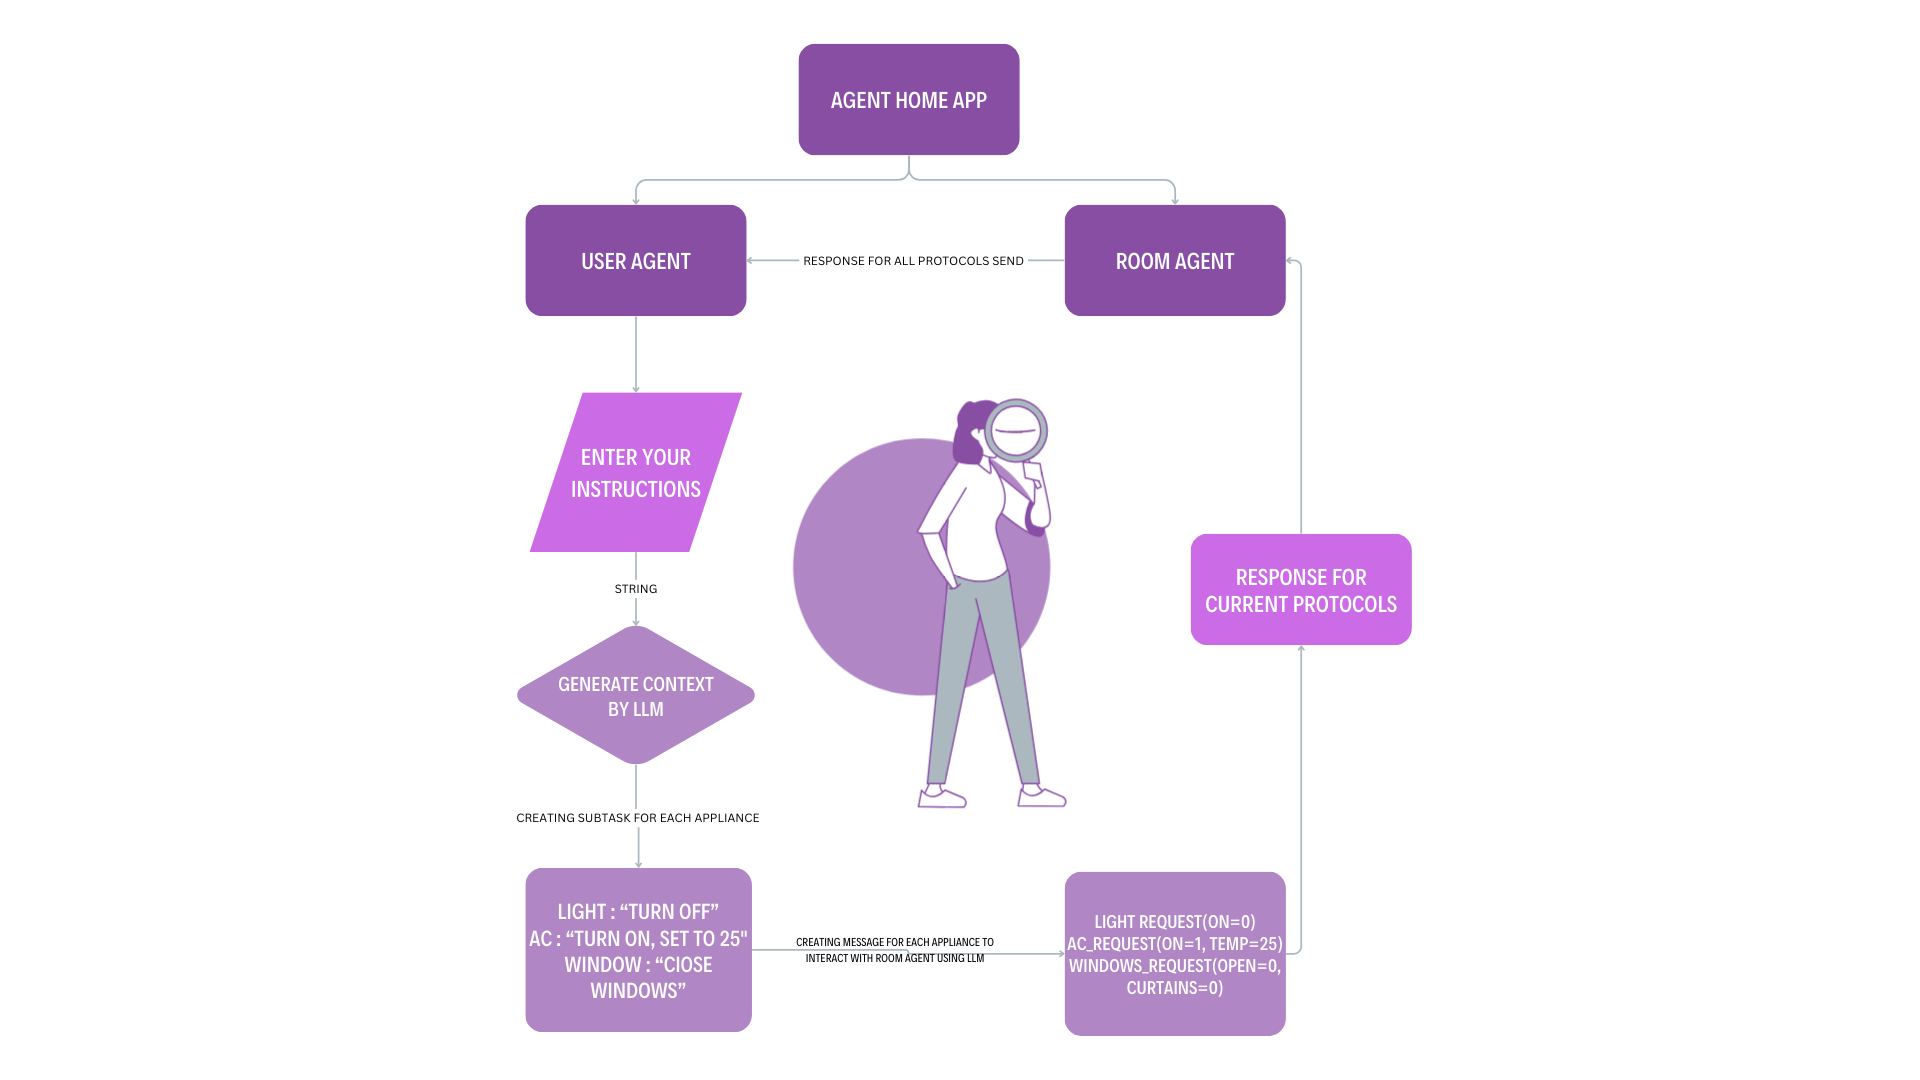 AGENT HOME APP
USER AGENT
RESPONSE FOR ALL PROTOCOLS SEND
ROOM AGENT
ENTER YOUR
INSTRUCTIONS
STRING
GENERATE CONTEXT
BY LLM
CREATING SUBTASK FOR EACH APPLIANCE
LIGHT : “TURN OFF”
AC : “TURN ON, SET TO 25"
WINDOW : “CIOSE
WINDOWS”
CREATING MESSAGE FOR EACH APPLIANCE TO
INTERACT WITH ROOM AGENT USING LLM
LIGHT REQUEST(ON=0)
AC_REQUEST(ON=1, TEMP=25)
WINDOWS_REQUEST(OPEN=0,
CURTAINS=0)
RESPONSE FOR
CURRENT PROTOCOLS